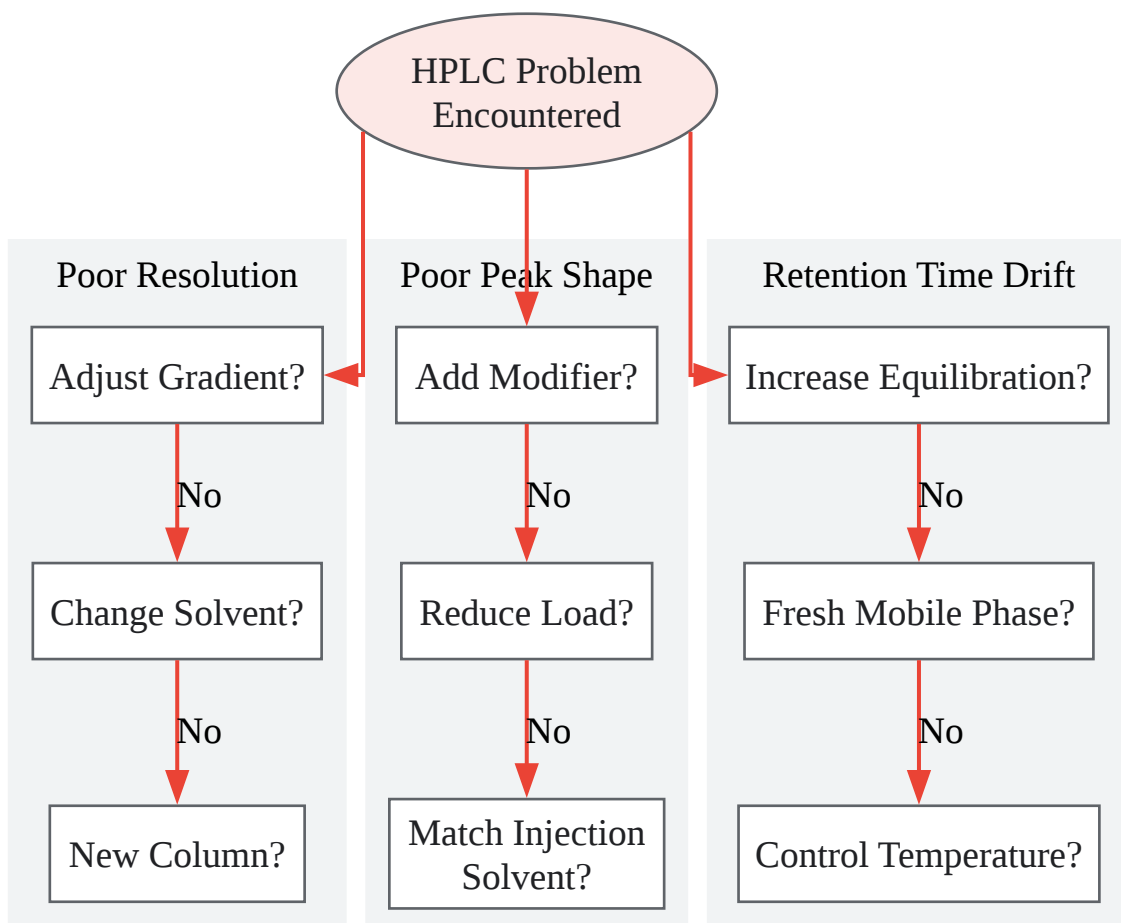 HPLC Problem
Encountered
Poor Resolution
Adjust Gradient?
No
Change Solvent?
No
New Column?
Poor Peak Shape
Add Modifier?
No
Reduce Load?
No
Match Injection
Solvent?
Retention Time Drift
Increase Equilibration?
No
Fresh Mobile Phase?
No
Control Temperature?